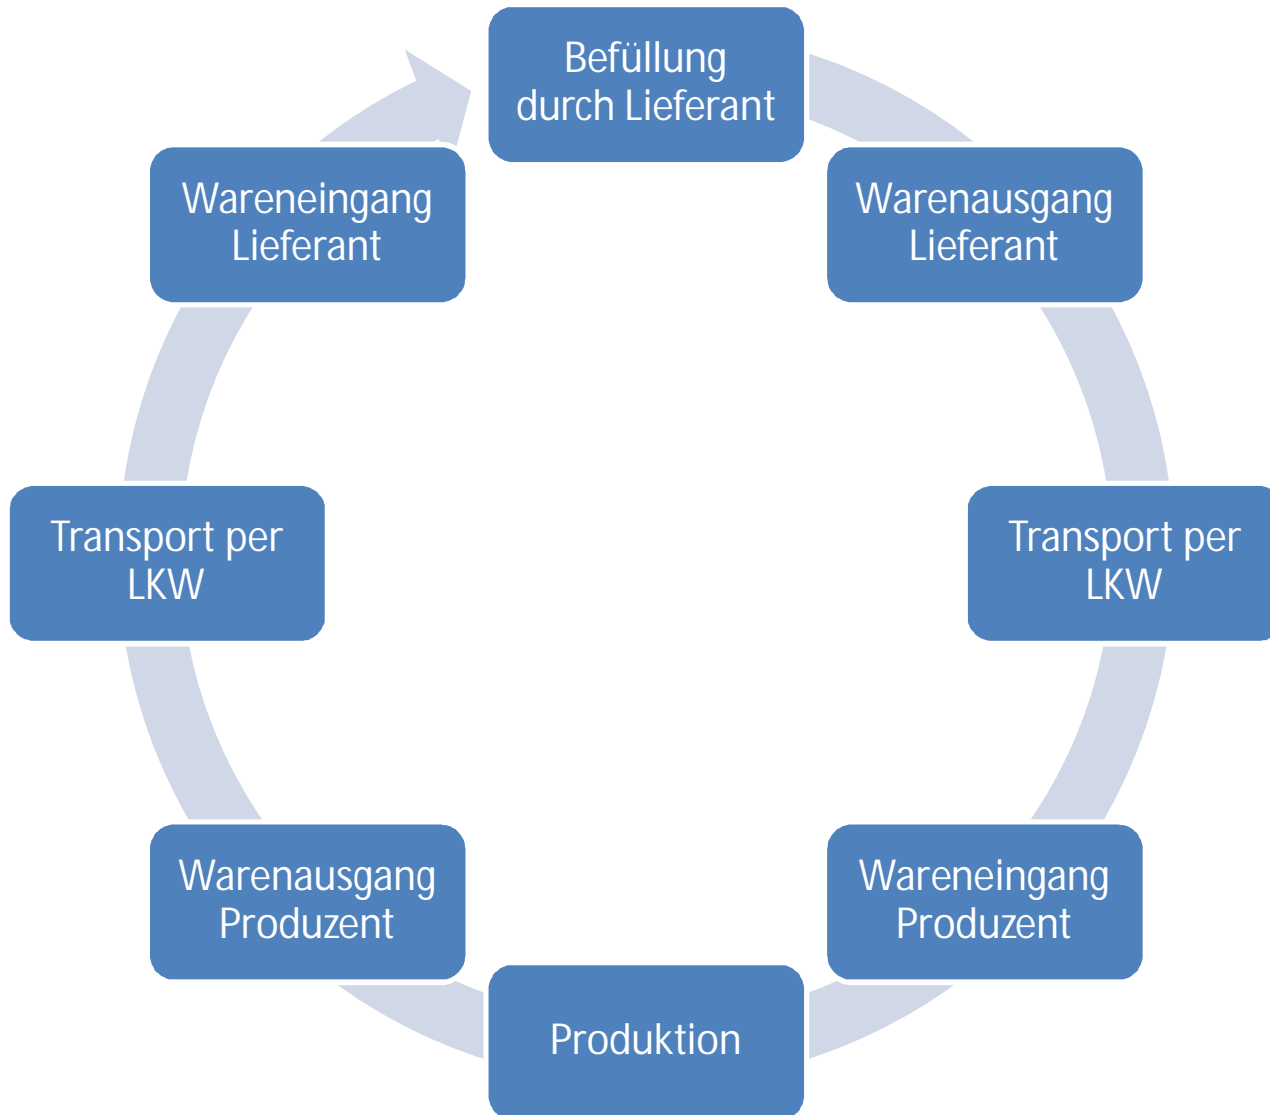 Befüllung
durch Lieferant
Warenausgang
Lieferant
Transport per
LKW
Wareneingang
Produzent
Produktion
Warenausgang
Produzent
Transport per
LKW
Wareneingang
Lieferant